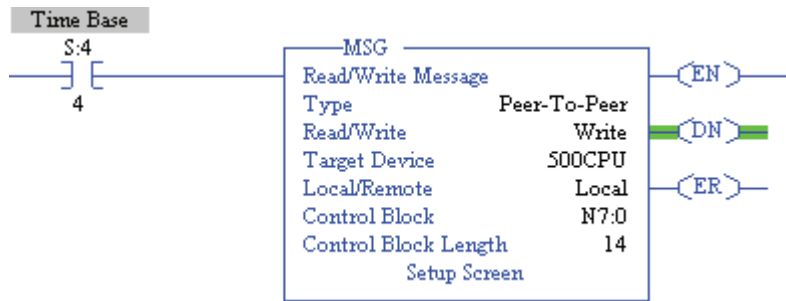 Time Base
S:4
4
MSG
Read/Write Message
Type Peer-To-Peer
Read/Write Write
Target Device 500CPU
Local/Remote Local
Control Block N7:0
Control Block Length 14
Setup Screen
EN
DN
ER